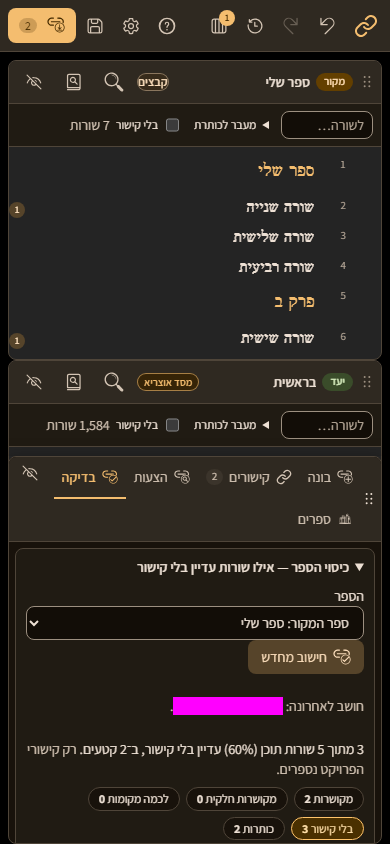 2
1
מקור ספר שלי
קבצים
לשורה...
מעבר לכותרת
בלי קישור 7 שורות
1 ספר שלי
2 שורה שנייה 1
3 שורה שלישית
4 שורה רביעית
5 פרק ב
6 שורה שישית 1
יעד בראשית
מסד אוצריא
לשורה...
מעבר לכותרת
בלי קישור 1,584 שורות
בונה
קישורים 2
הצעות
בדיקה
ספרים
כיסוי הספר — אילו שורות עדיין בלי קישור
הספר
ספר המקור: ספר שלי
חישוב מחדש
חושב לאחרונה: .
3 מתוך 5 שורות תוכן (60%) עדיין בלי קישור, ב־2 קטעים. רק קישורי
הפרויקט נספרים.
מקושרות 2
מקושרות חלקית 0
לכמה מקומות 0
בלי קישור 3
כותרות 2